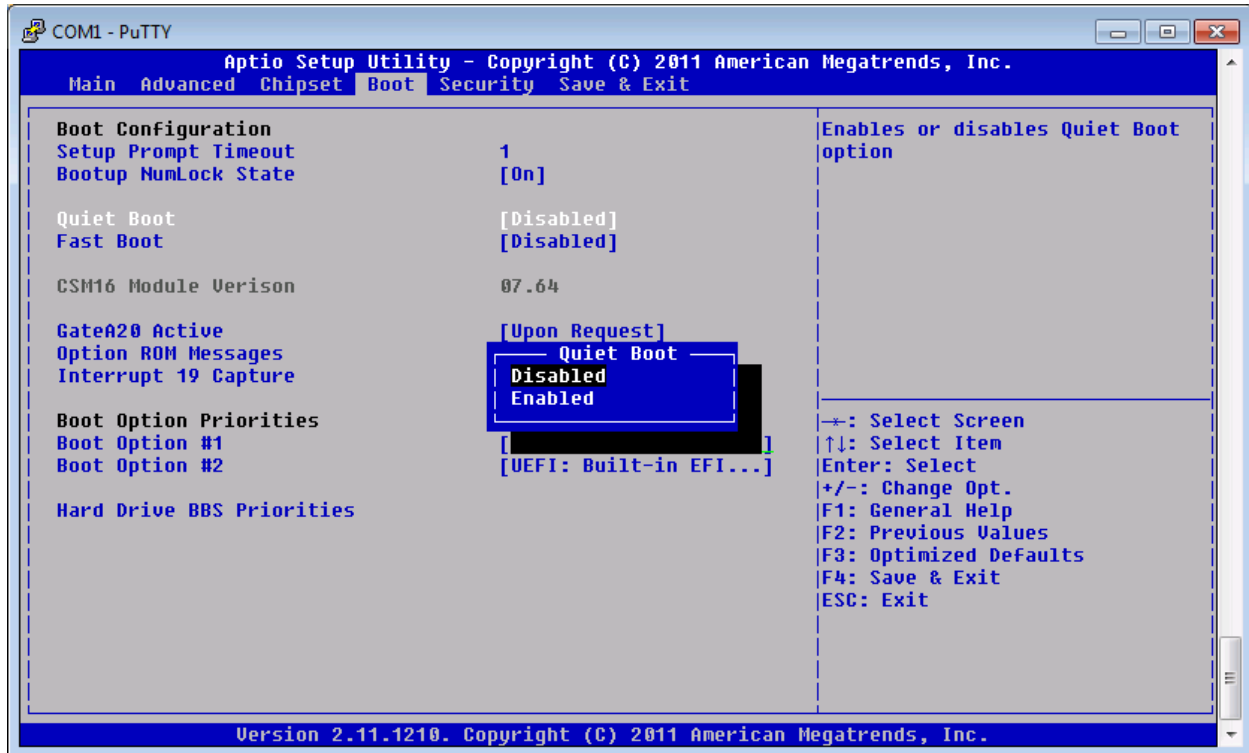 COM1 - PuTTY
Aptio Setup Utility - Copyright (C) 2011 American Megatrends, Inc.
Main Advanced Chipset Boot Security Save & Exit
Boot Configuration
Setup Prompt Timeout 1
Bootup NumLock State [On]
Quiet Boot [Disabled]
Fast Boot [Disabled]
CSM16 Module Verison 07.64
GateA20 Active [Upon Request]
Option ROM Messages
Interrupt 19 Capture
Quiet Boot
Disabled
Enabled
Boot Option Priorities
Boot Option #1 [ ]
Boot Option #2 [UEFI: Built-in EFI...]
Hard Drive BBS Priorities
Enables or disables Quiet Boot
option
→←: Select Screen
↑↓: Select Item
Enter: Select
+/-: Change Opt.
F1: General Help
F2: Previous Values
F3: Optimized Defaults
F4: Save & Exit
ESC: Exit
Version 2.11.1210. Copyright (C) 2011 American Megatrends, Inc.